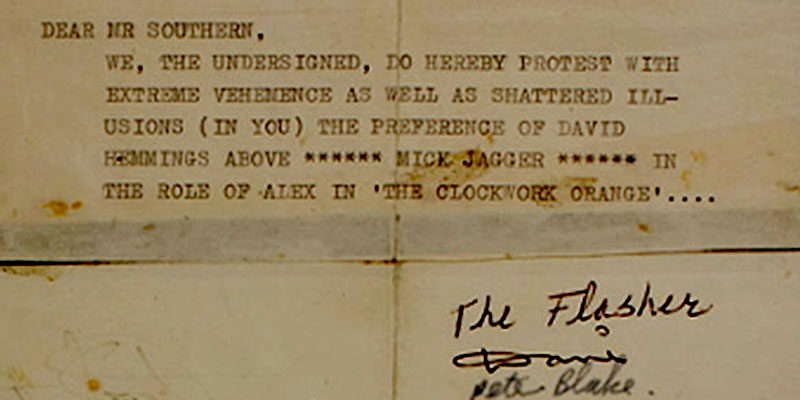 DEAR MR SOUTHERN,
WE, THE UNDERSIGNED, DO HEREBY PROTEST WITH
EXTREME VEHEMENCE AS WELL AS SHATTERED ILL-
USIONS (IN YOU) THE PREFERENCE OF DAVID
HEMMINGS ABOVE ****** MICK JAGGER ****** IN
THE ROLE OF ALEX IN 'THE CLOCKWORK ORANGE'....
The Flasher
Pete Blake.